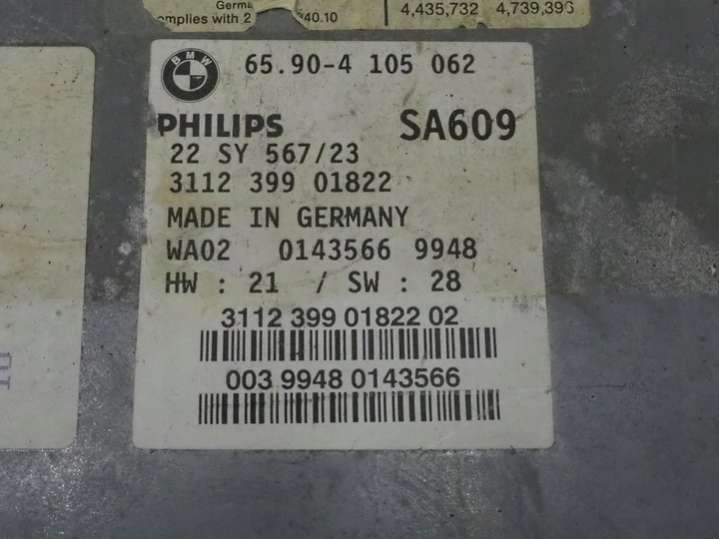 Germa
omplies with 2 940.10
4,435,732 4,739,396
BMW
65.90-4 105 062
PHILIPS SA609
22 SY 567/23
3112 399 01822
MADE IN GERMANY
WA02 0143566 9948
HW : 21 / SW : 28
3112 399 01822 02
003 9948 0143566